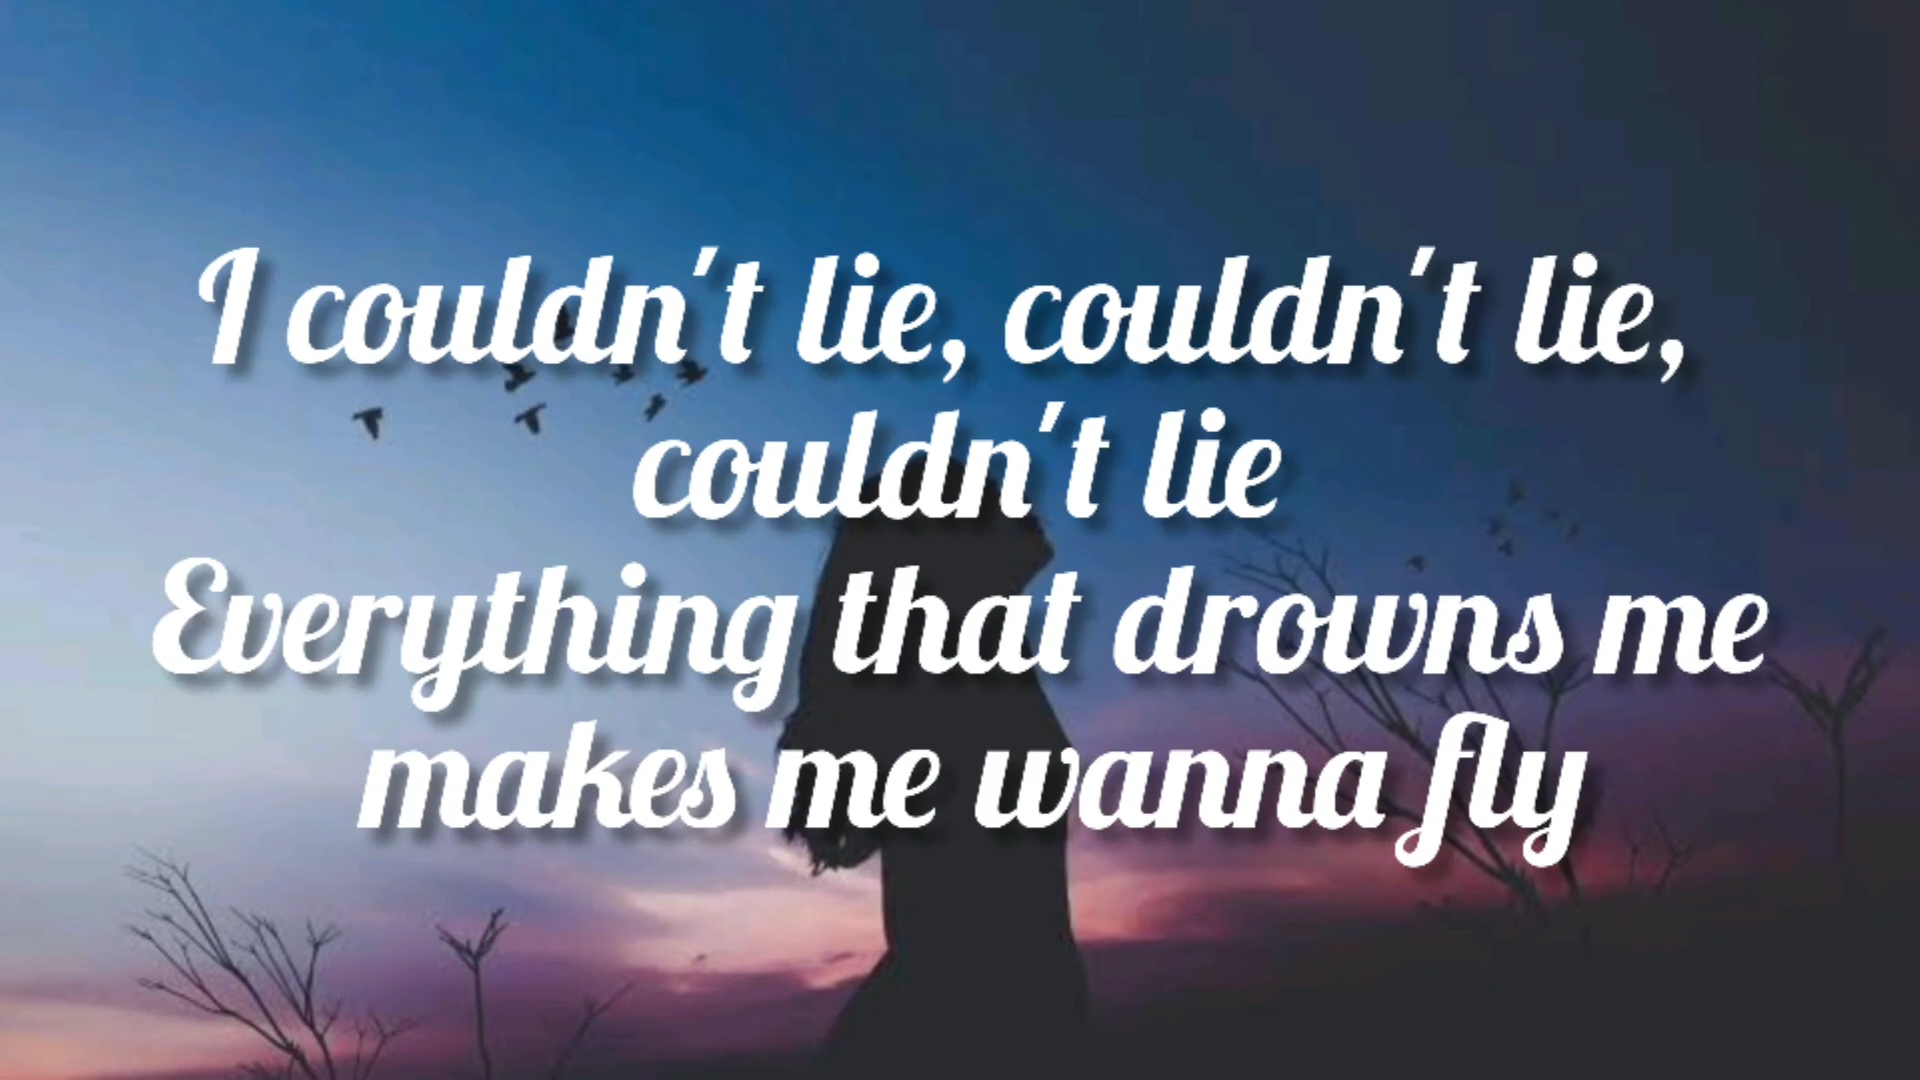 I couldn't lie, couldn't lie,
couldn't lie
Everything that drowns me
makes me wanna fly